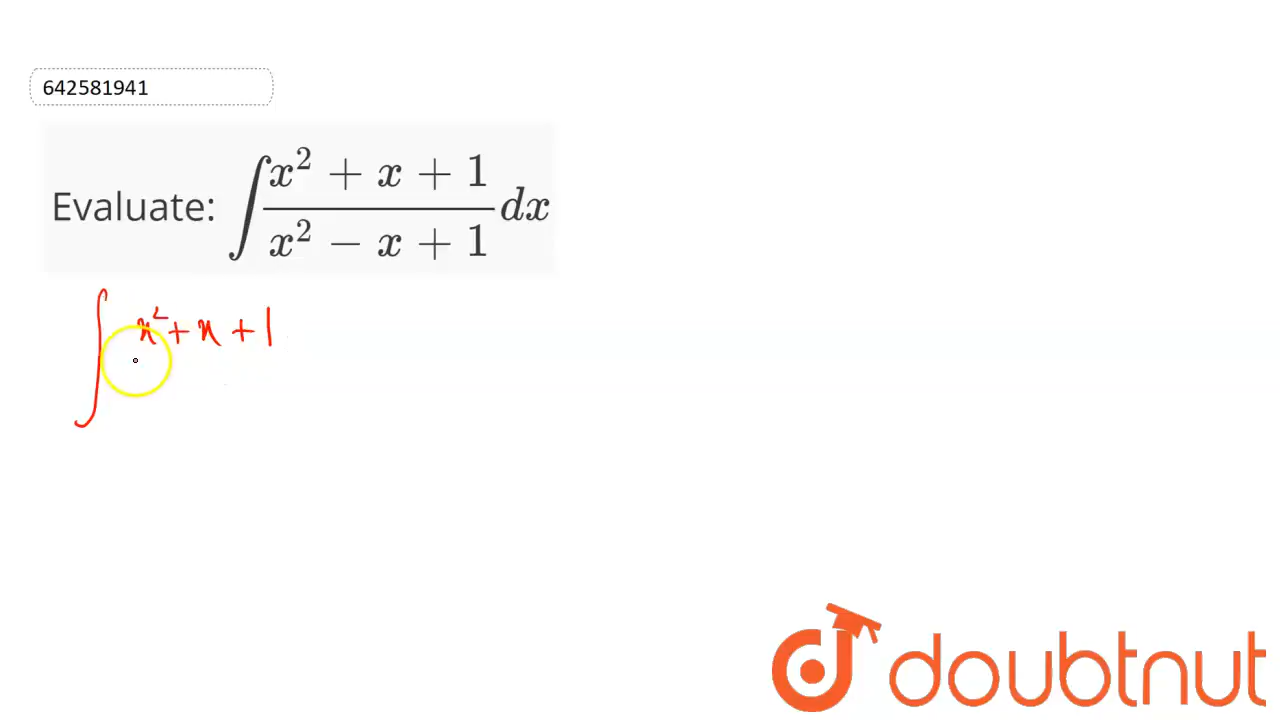 642581941
Evaluate: ∫ (x² + x + 1)/(x² − x + 1) dx
∫ x² + x + 1
doubtnut